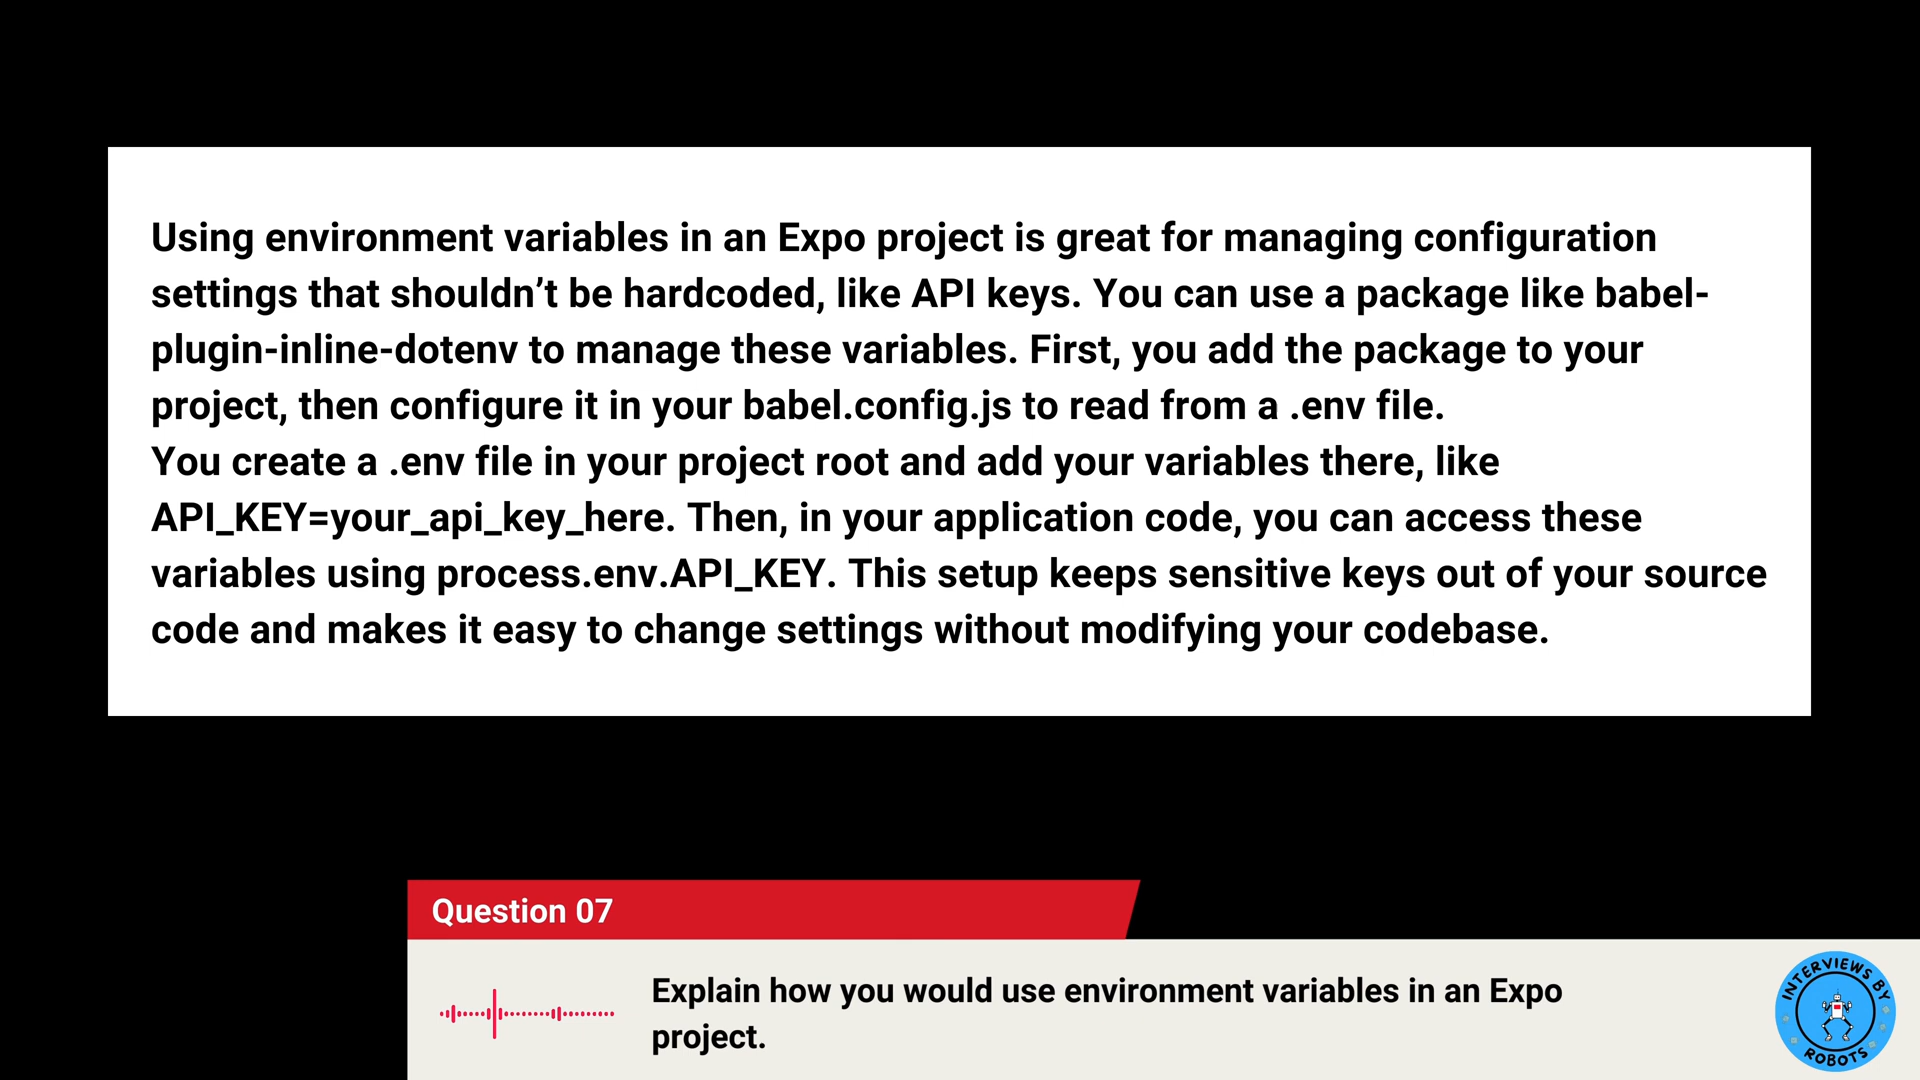 Using environment variables in an Expo project is great for managing configuration
settings that shouldn’t be hardcoded, like API keys. You can use a package like babel-
plugin-inline-dotenv to manage these variables. First, you add the package to your
project, then configure it in your babel.config.js to read from a .env file.
You create a .env file in your project root and add your variables there, like
API_KEY=your_api_key_here. Then, in your application code, you can access these
variables using process.env.API_KEY. This setup keeps sensitive keys out of your source
code and makes it easy to change settings without modifying your codebase.
Question 07
Explain how you would use environment variables in an Expo
project.
INTERVIEWS BY
ROBOTS